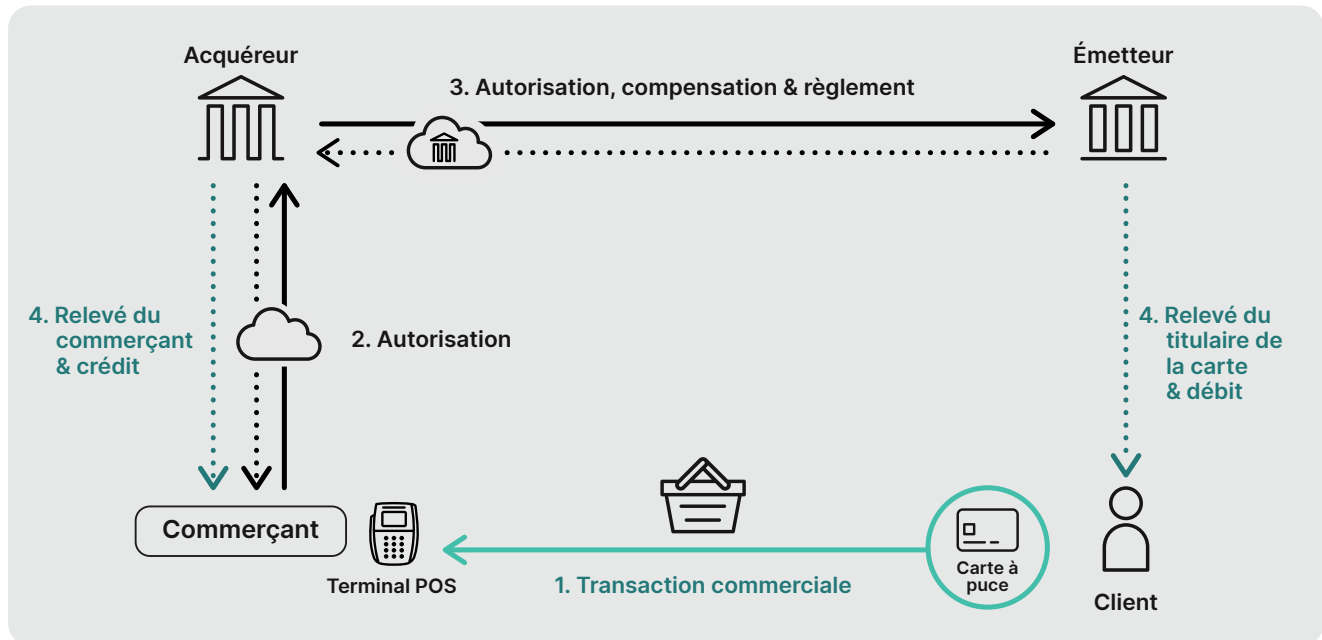 Acquéreur
Émetteur
3. Autorisation, compensation & règlement
4. Relevé du
commerçant
& crédit
2. Autorisation
4. Relevé du
titulaire de
la carte
& débit
Commerçant
Terminal POS
1. Transaction commerciale
Carte à
puce
Client